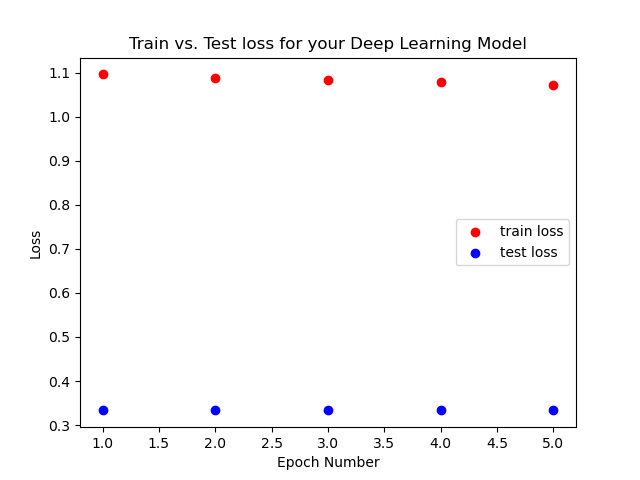 Train vs. Test loss for your Deep Learning Model
1.1
1.0
0.9
0.8
0.7
0.6
0.5
0.4
0.3
Loss
train loss
test loss
1.0 1.5 2.0 2.5 3.0 3.5 4.0 4.5 5.0
Epoch Number